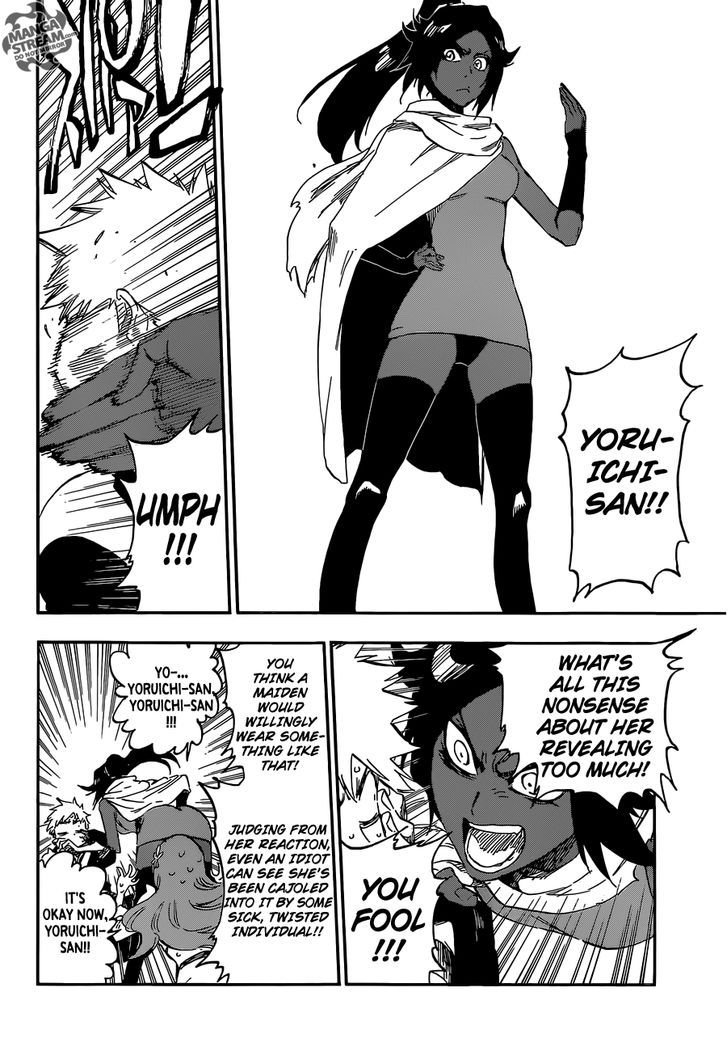 MANGA
STREAM.COM
DO NOT MIRROR
YORU-
ICHI-
SAN!!
UMPH
!!!
WHAT'S
ALL THIS
NONSENSE
ABOUT HER
REVEALING
TOO MUCH!
YOU
FOOL
!!!
YOU
THINK A
MAIDEN
WOULD
WILLINGLY
WEAR SOME-
THING LIKE
THAT!
JUDGING FROM
HER REACTION,
EVEN AN IDIOT
CAN SEE SHE'S
BEEN CAJOLED
INTO IT BY SOME
SICK, TWISTED
INDIVIDUAL!!
YO-...
YORUICHI-SAN,
YORUICHI-SAN
!!!
IT'S
OKAY NOW,
YORUICHI-
SAN!!